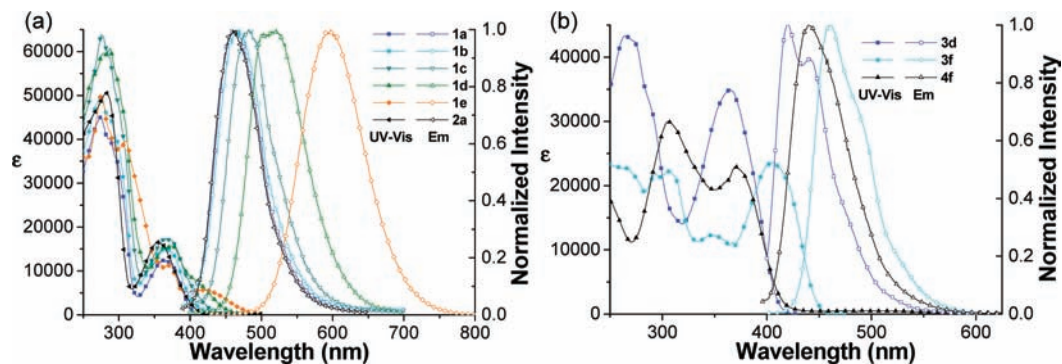 (a)
60000
50000
40000
30000
20000
10000
0
ε
300 400 500 600 700 800
Wavelength (nm)
1.0
0.8
0.6
0.4
0.2
0.0
Normalized Intensity
1a
1b
1c
1d
1e
2a
UV-Vis Em
(b)
40000
30000
20000
10000
0
ε
300 400 500 600
Wavelength (nm)
1.0
0.8
0.6
0.4
0.2
0.0
Normalized Intensity
3d
3f
4f
UV-Vis Em